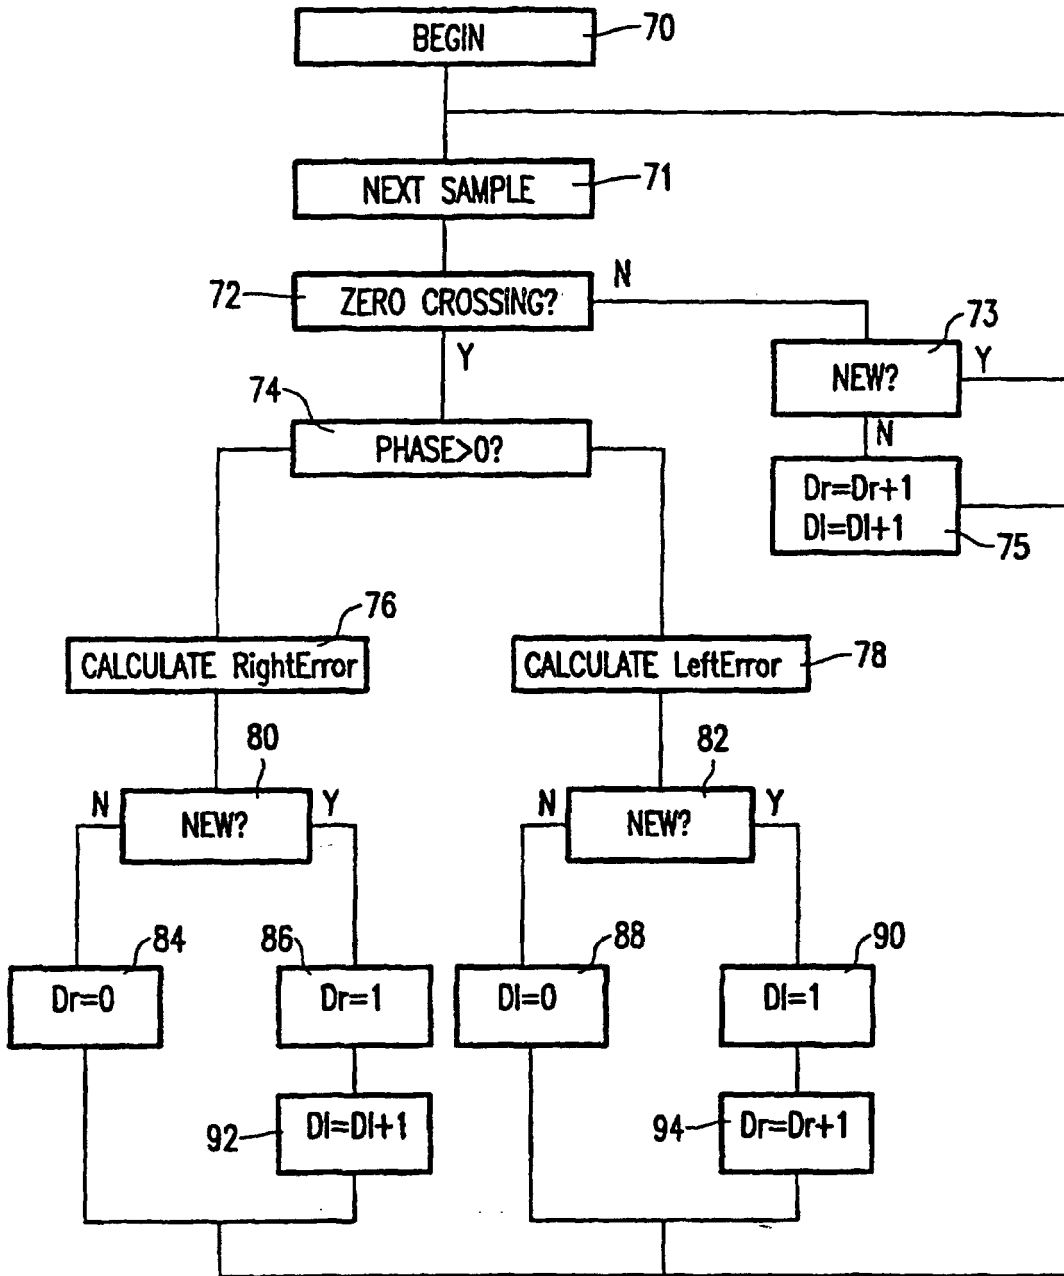 BEGIN
70
NEXT SAMPLE
71
72
ZERO CROSSING?
N
Y
73
NEW?
Y
N
74
PHASE>0?
Dr=Dr+1
Dl=Dl+1
75
76
CALCULATE RightError
CALCULATE LeftError
78
80
N
NEW?
Y
82
N
NEW?
Y
84
Dr=0
86
Dr=1
88
Dl=0
90
Dl=1
92
Dl=Dl+1
94
Dr=Dr+1